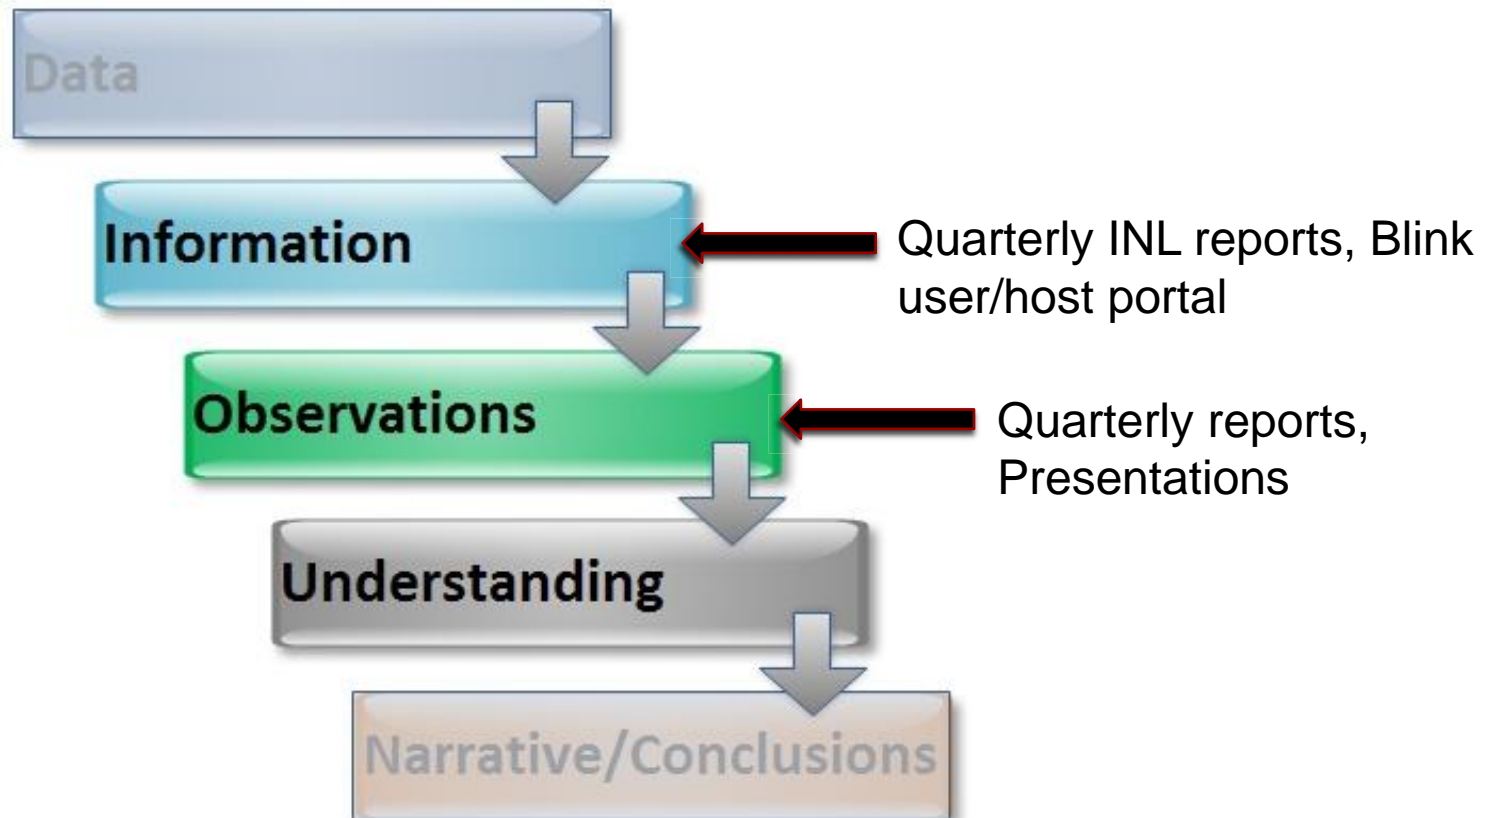 Data
Information
Quarterly INL reports, Blink
user/host portal
Observations
Quarterly reports,
Presentations
Understanding
Narrative/Conclusions